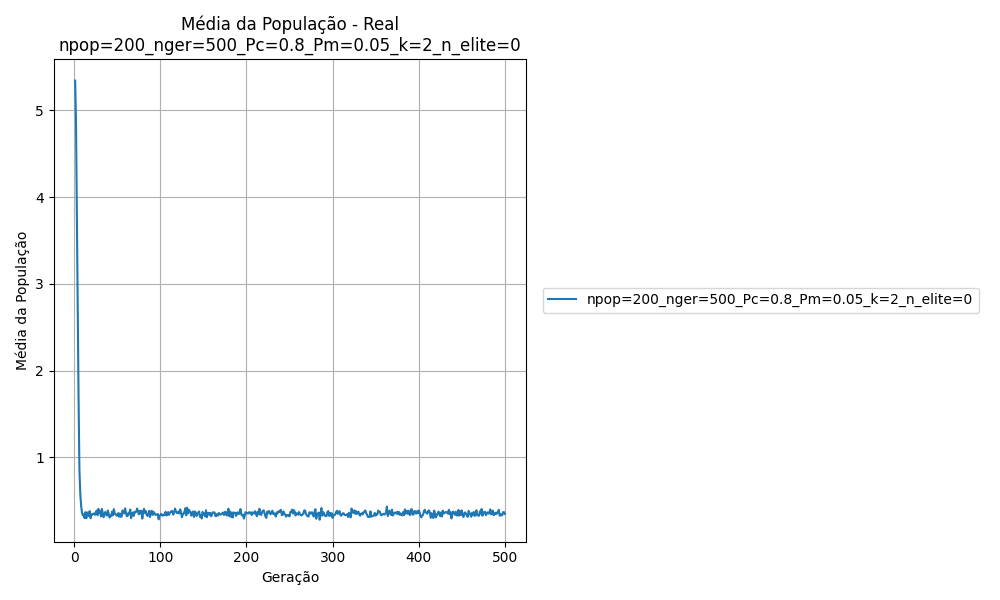 Média da População - Real
npop=200_nger=500_Pc=0.8_Pm=0.05_k=2_n_elite=0
5
4
3
2
1
Média da População
0
100
200
300
400
500
Geração
npop=200_nger=500_Pc=0.8_Pm=0.05_k=2_n_elite=0